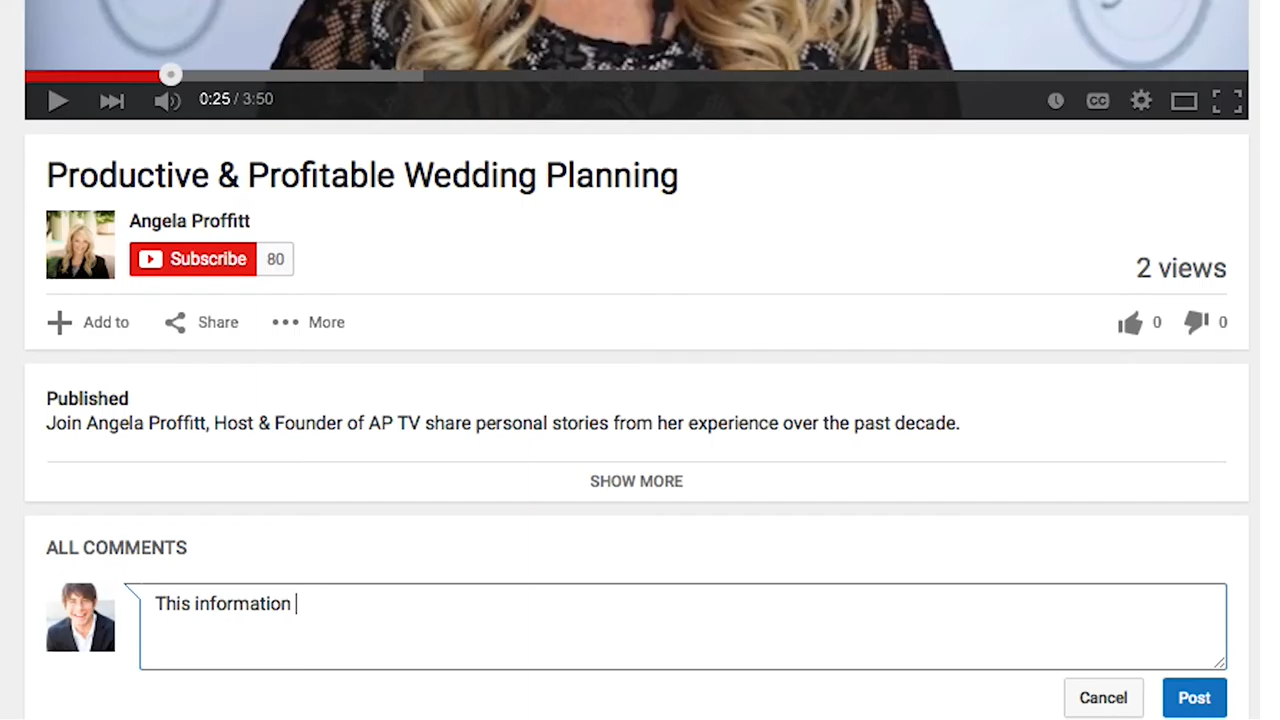 0:25 / 3:50
CC
Productive & Profitable Wedding Planning
Angela Proffitt
Subscribe 80
2 views
Add to Share More 0 0
Published
Join Angela Proffitt, Host & Founder of AP TV share personal stories from her experience over the past decade.
SHOW MORE
ALL COMMENTS
This information
Cancel Post